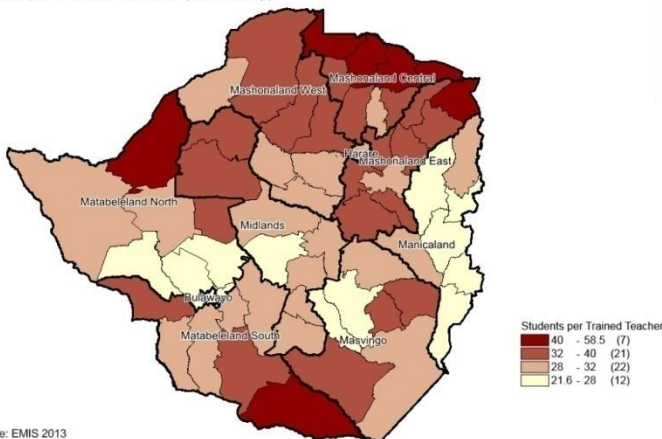 Mashonaland Central
Mashonaland West
Harare
Mashonaland East
Matabeleland North
Midlands
Manicaland
Bulawayo
Matabeleland South
Masvingo
Students per Trained Teacher
40 - 58.5 (7)
32 - 40 (21)
28 - 32 (22)
21.6 - 28 (12)
e: EMIS 2013